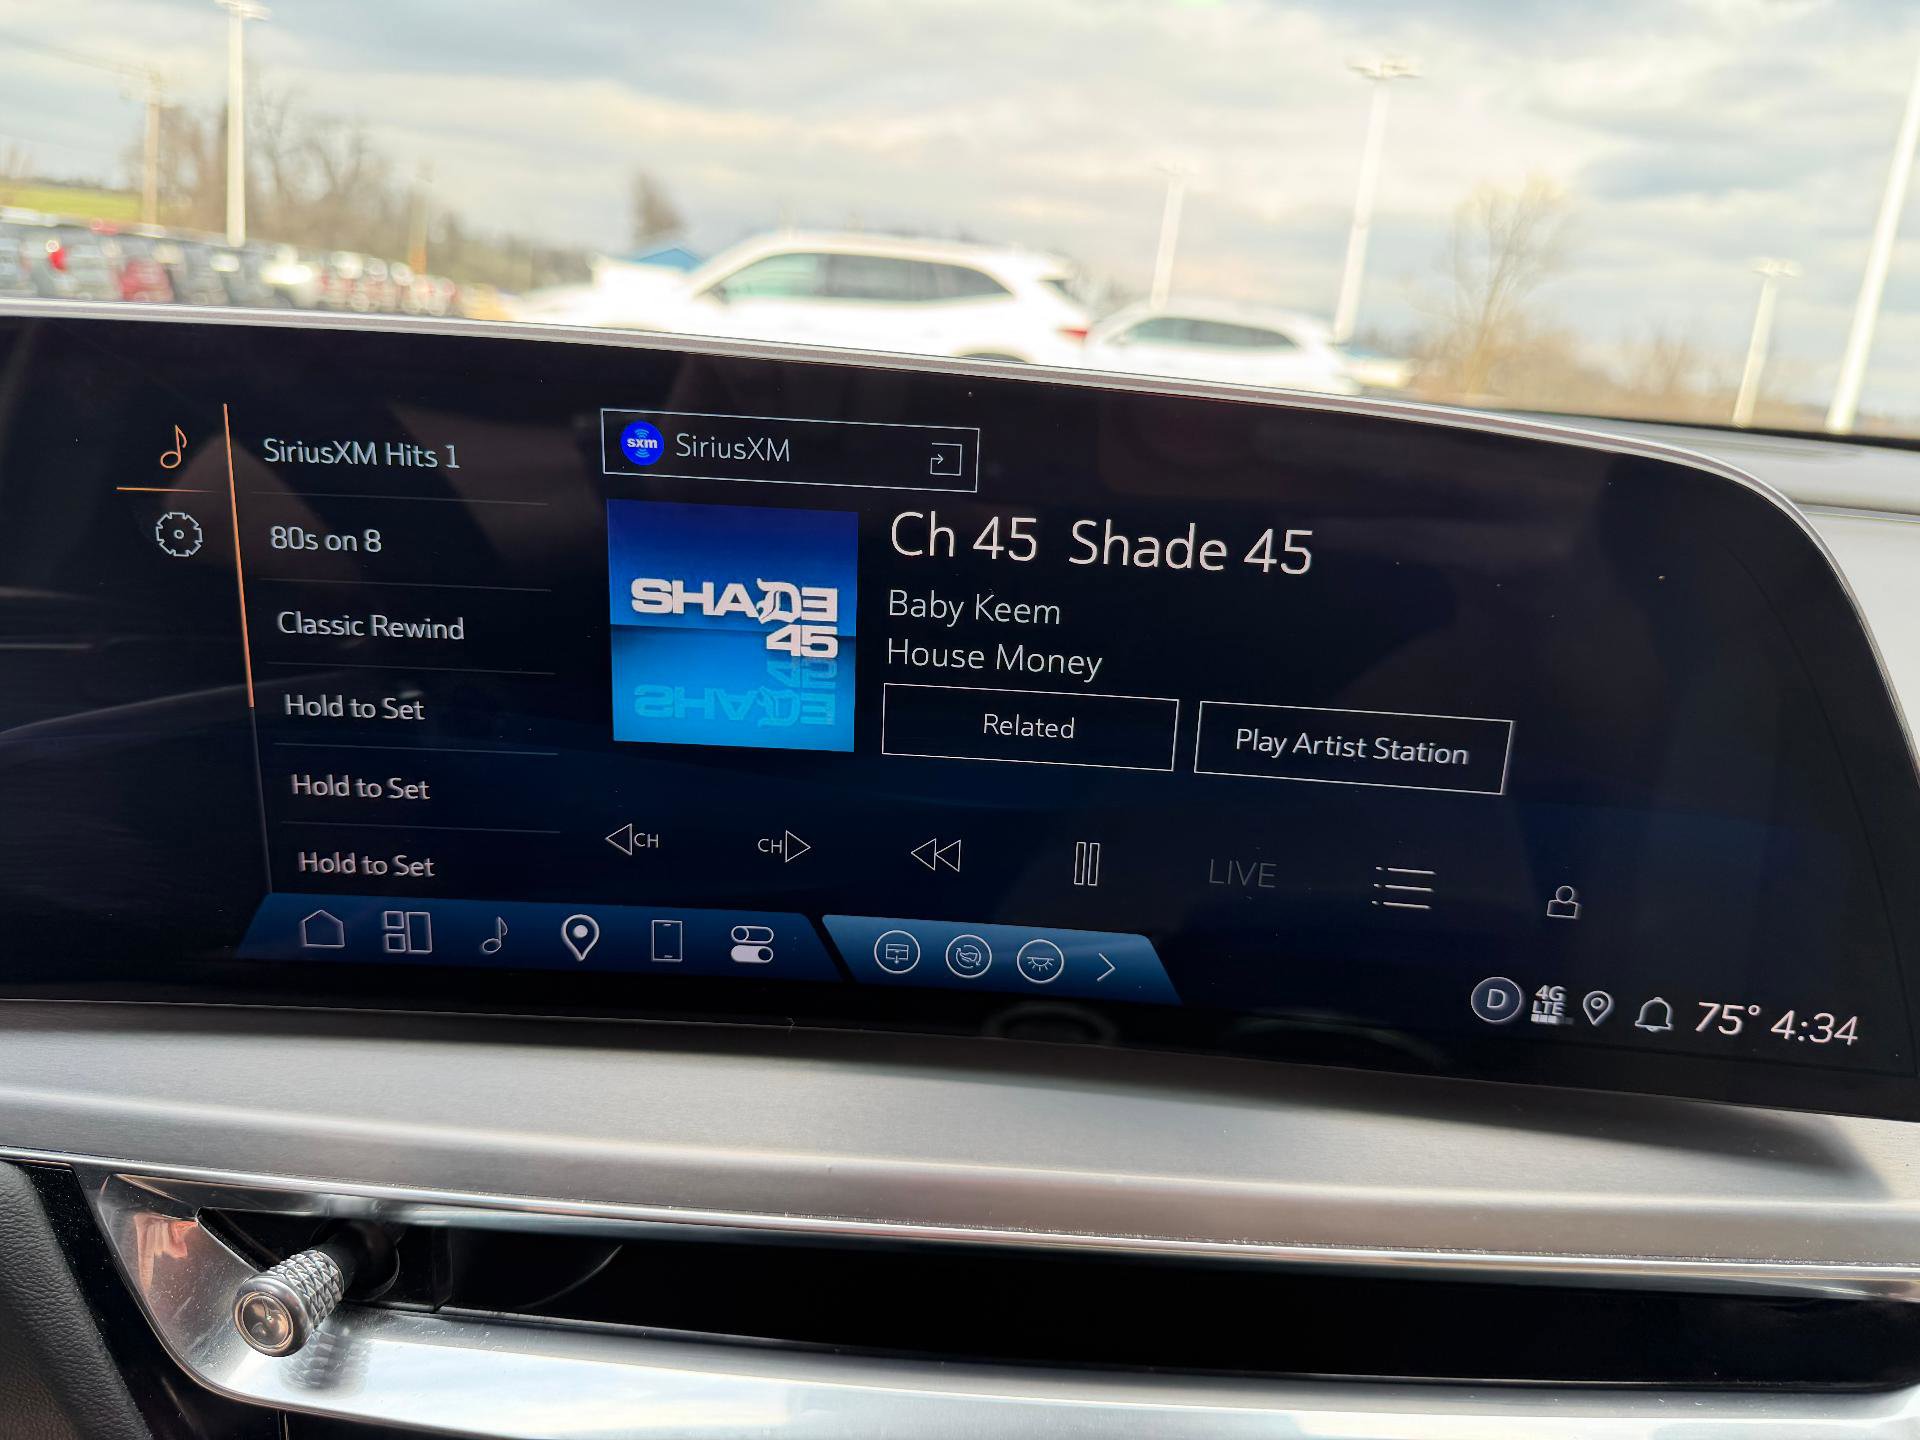 SiriusXM Hits 1
80s on 8
Classic Rewind
Hold to Set
Hold to Set
Hold to Set
sxm SiriusXM
SHADE
45
Ch 45 Shade 45
Baby Keem
House Money
Related
Play Artist Station
CH
CH
LIVE
D
4G
LTE
75° 4:34